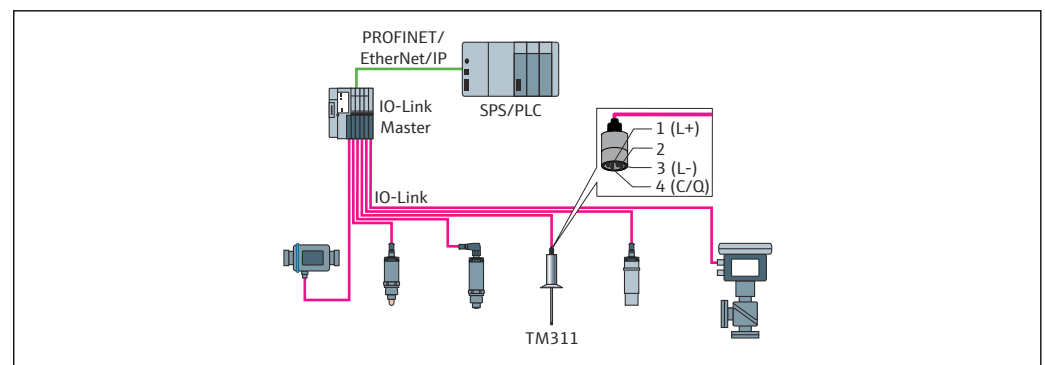 PROFINET/
EtherNet/IP
SPS/PLC
IO-Link
Master
1 (L+)
2
3 (L-)
4 (C/Q)
IO-Link
TM311